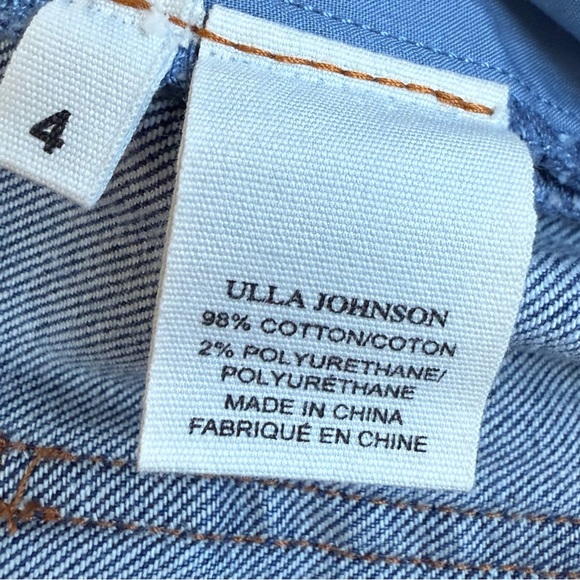 4
ULLA JOHNSON
98% COTTON/COTON
2% POLYURETHANE/
POLYURÉTHANE
MADE IN CHINA
FABRIQUÉ EN CHINE